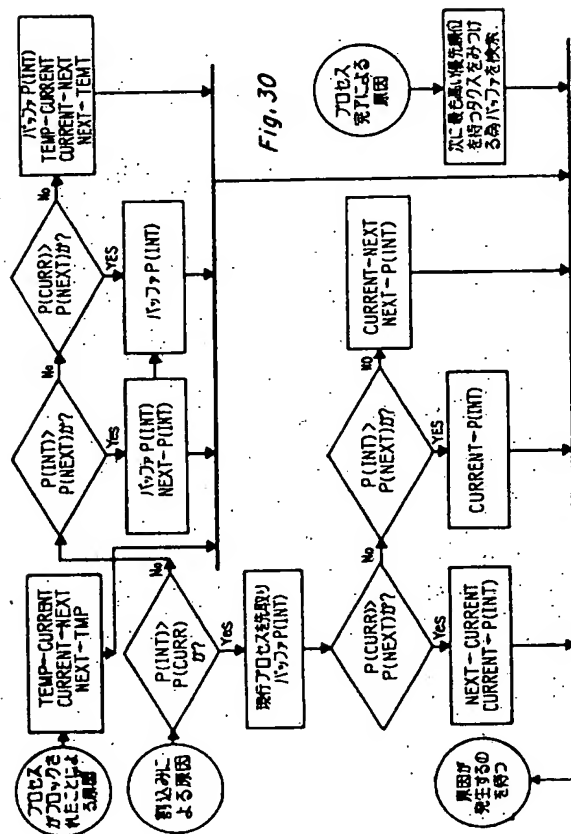 プロセス
がブロックさ
れたことによ
る原因
TEMP-CURRENT
CURRENT-NEXT
NEXT-TMP
割込みに
よる原因
P(INT)>
P(CURR)
か?
No
Yes
P(INT)>
P(NEXT)か?
No
Yes
バッファP(INT)
NEXT-P(INT)
P(CURR)>
P(NEXT)か?
No
YES
バッファP(INT)
バッファP(INT)
TEMP-CURRENT
CURRENT-NEXT
NEXT-TEMT
Fig. 30
現行プロセスを先取り
バッファP(INT)
P(CURR)>
P(NEXT)か?
No
Yes
NEXT-CURRENT
CURRENT-P(INT)
P(INT)>
P(NEXT)か?
NO
YES
CURRENT-P(INT)
CURRENT-NEXT
NEXT-P(INT)
プロセス
完了による
原因
次に最も高い優先順位
を持つタクスをみつけ
る為バッファを検索
原因が
発生するの
を待つ